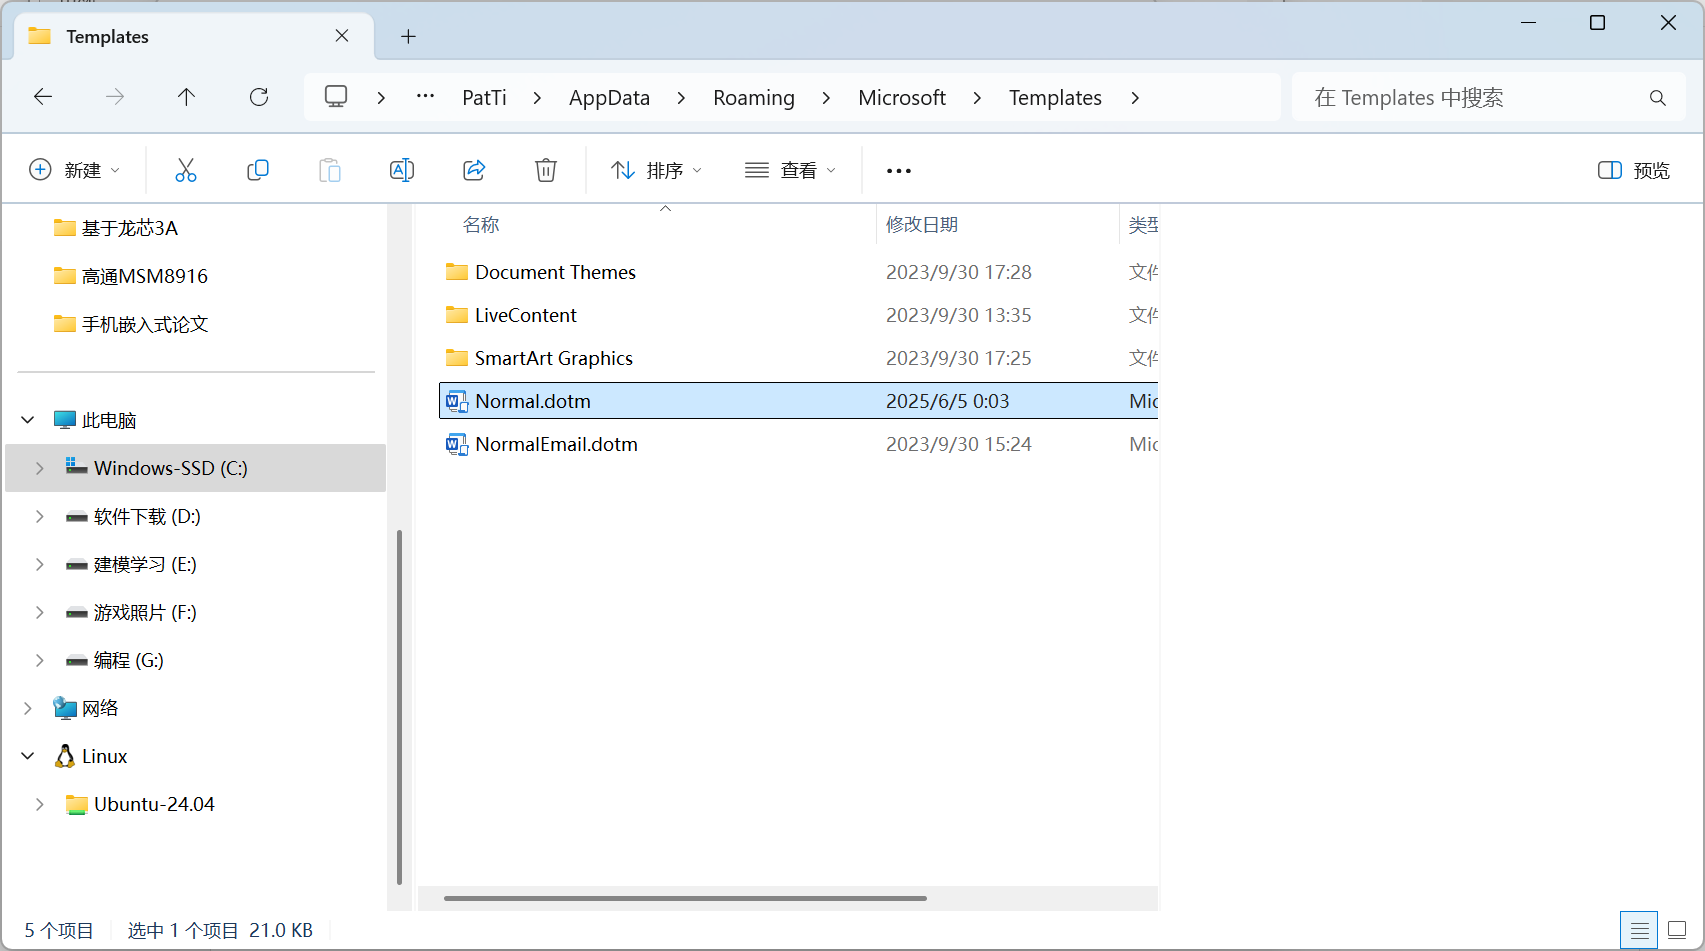 Templates
PatTi
AppData
Roaming
Microsoft
Templates
在 Templates 中搜索
新建
排序
查看
预览
基于龙芯3A
高通MSM8916
手机嵌入式论文
此电脑
Windows-SSD (C:)
软件下载 (D:)
建模学习 (E:)
游戏照片 (F:)
编程 (G:)
网络
Linux
Ubuntu-24.04
名称 修改日期 类型
Document Themes 2023/9/30 17:28 文件
LiveContent 2023/9/30 13:35 文件
SmartArt Graphics 2023/9/30 17:25 文件
Normal.dotm 2025/6/5 0:03 Mic
NormalEmail.dotm 2023/9/30 15:24 Mic
5 个项目 选中 1 个项目 21.0 KB